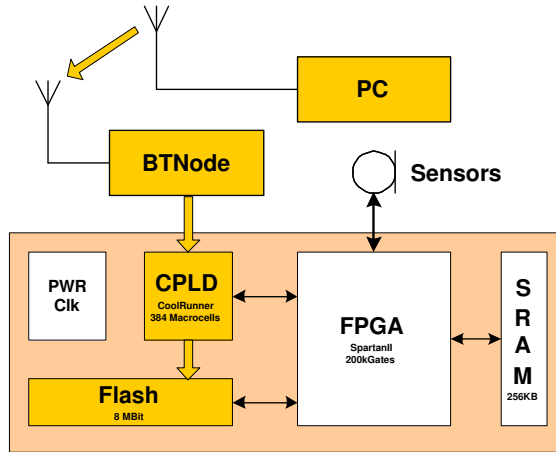 PC
BTNode
Sensors
PWR
Clk
CPLD
CoolRunner
384 Macrocells
FPGA
SpartanII
200kGates
S
R
A
M
256KB
Flash
8 MBit